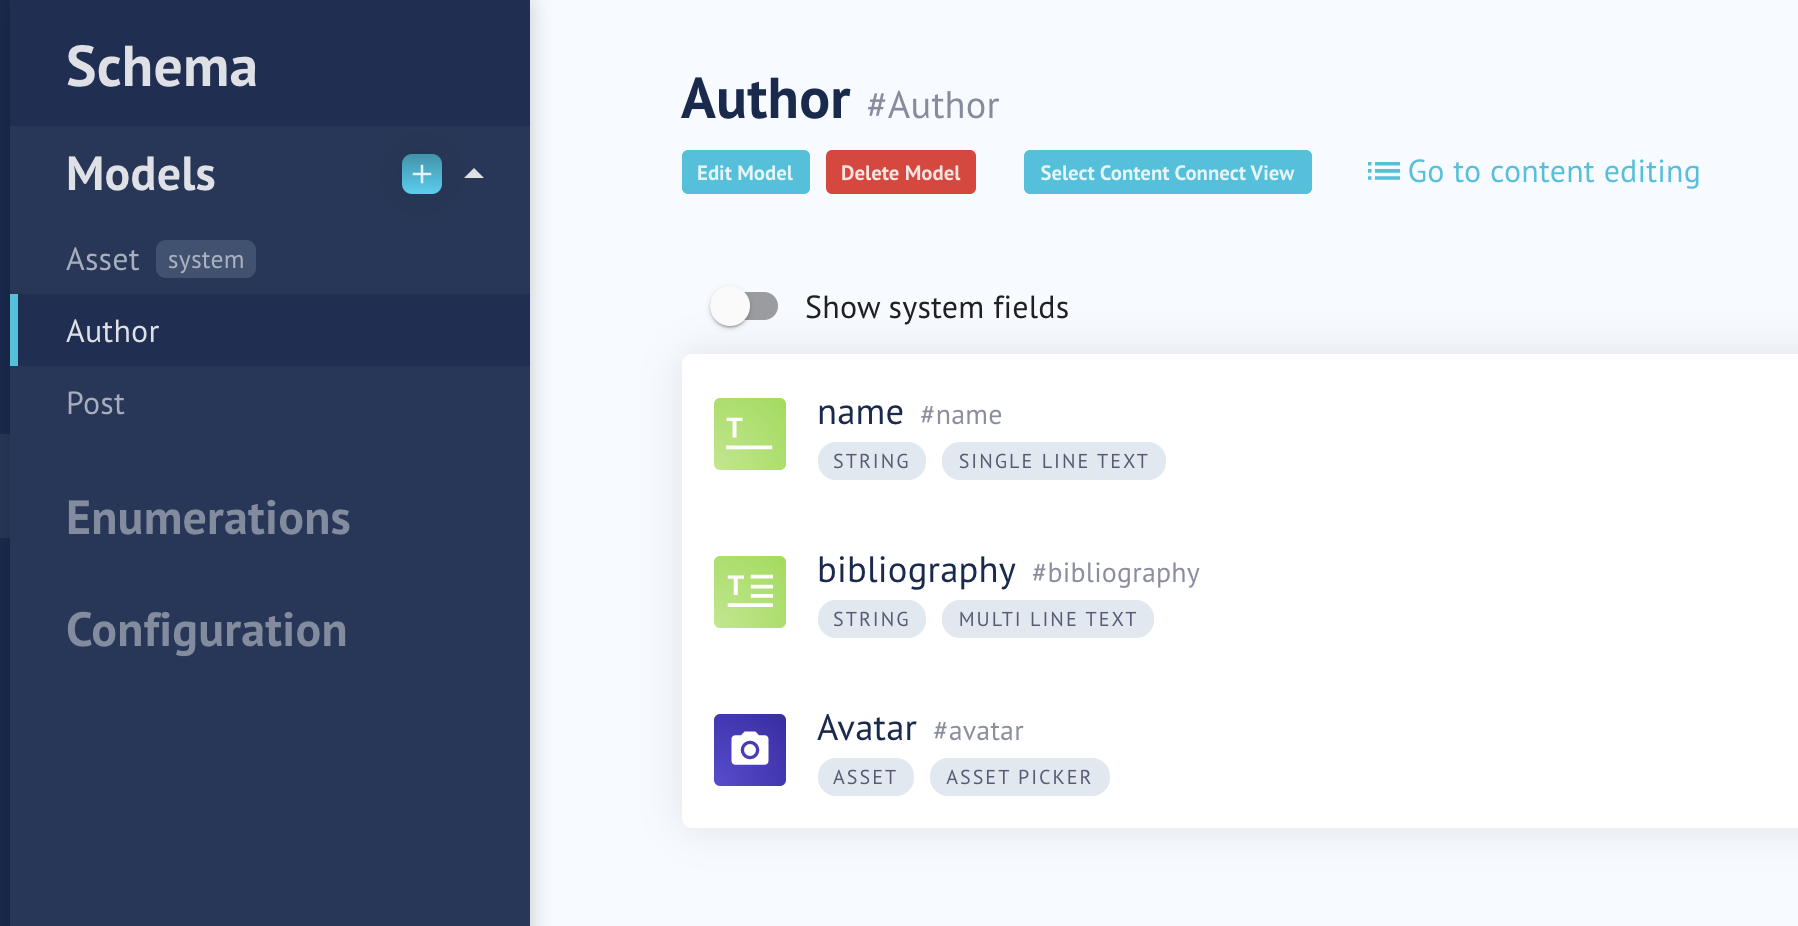 Schema
Models
Asset system
Author
Post
Enumerations
Configuration
Author #Author
Edit Model Delete Model Select Content Connect View Go to content editing
Show system fields
T
name #name
STRING SINGLE LINE TEXT
T
bibliography #bibliography
STRING MULTI LINE TEXT
Avatar #avatar
ASSET ASSET PICKER